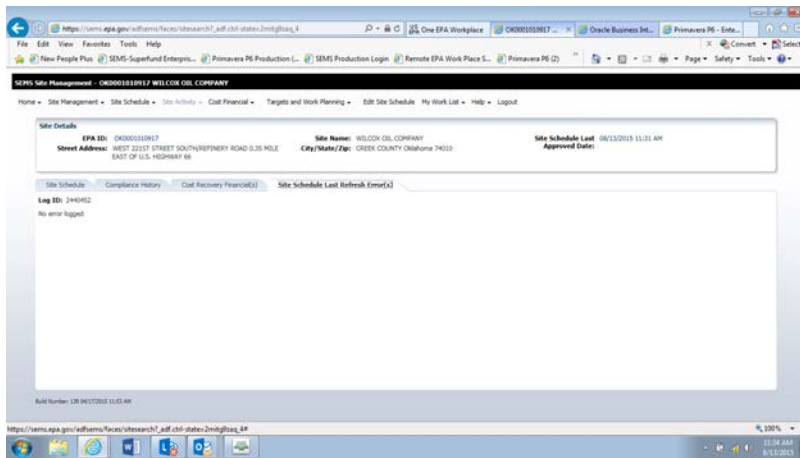 https://sems.epa.gov/adfsems/faces/sitesearch?_adf.ctrl-state=2mitg8saq_4
One EPA Workplace
OK0001010917 ...
Oracle Business Int...
Primavera P6 - Ente...
File Edit View Favorites Tools Help
Convert
Select
New People Plus
SEMS-Superfund Enterpris...
Primavera P6 Production (...
SEMS Production Login
Remote EPA Work Place S...
Primavera P6 (2)
Page
Safety
Tools
SEMS Site Management - OK0001010917 WILCOX OIL COMPANY
Home Site Management Site Schedule Site Activity Cost Financial Targets and Work Planning Edit Site Schedule My Work List Help Logout
Site Details
EPA ID: OK0001010917 Site Name: WILCOX OIL COMPANY Site Schedule Last 08/13/2015 11:31 AM
Street Address: WEST 221ST STREET SOUTH/REFINERY ROAD 0.35 MILE City/State/Zip: CREEK COUNTY Oklahoma 74010 Approved Date:
EAST OF U.S. HIGHWAY 66
Site Schedule Compliance History Cost Recovery Financial(s) Site Schedule Last Refresh Error(s)
Log ID: 2440452
No error logged
https://sems.epa.gov/adfsems/faces/sitesearch?_adf.ctrl-state=2mitg8saq_4#
100%
11:34 AM
8/13/2015